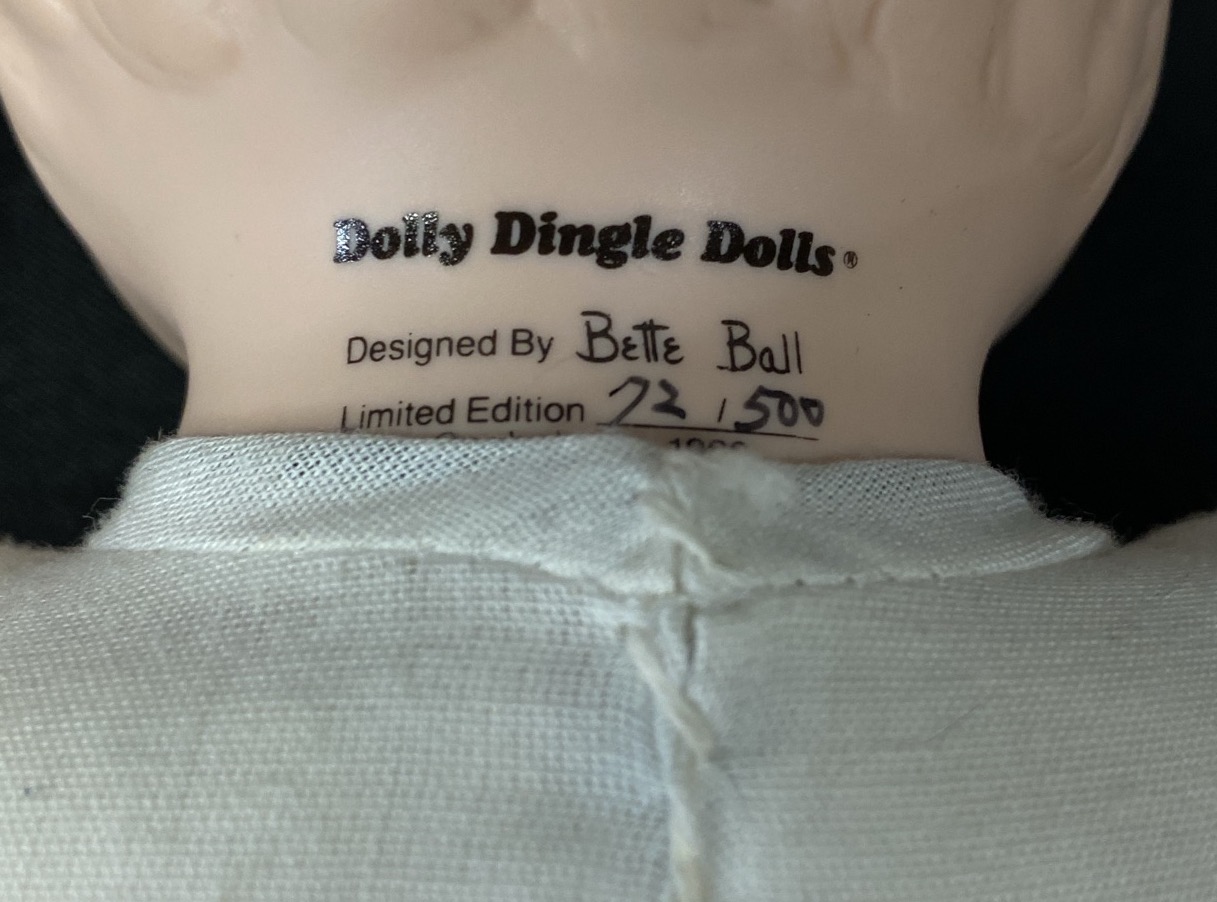 Dolly Dingle Dolls®
Designed By Bette Ball
Limited Edition 72 / 500